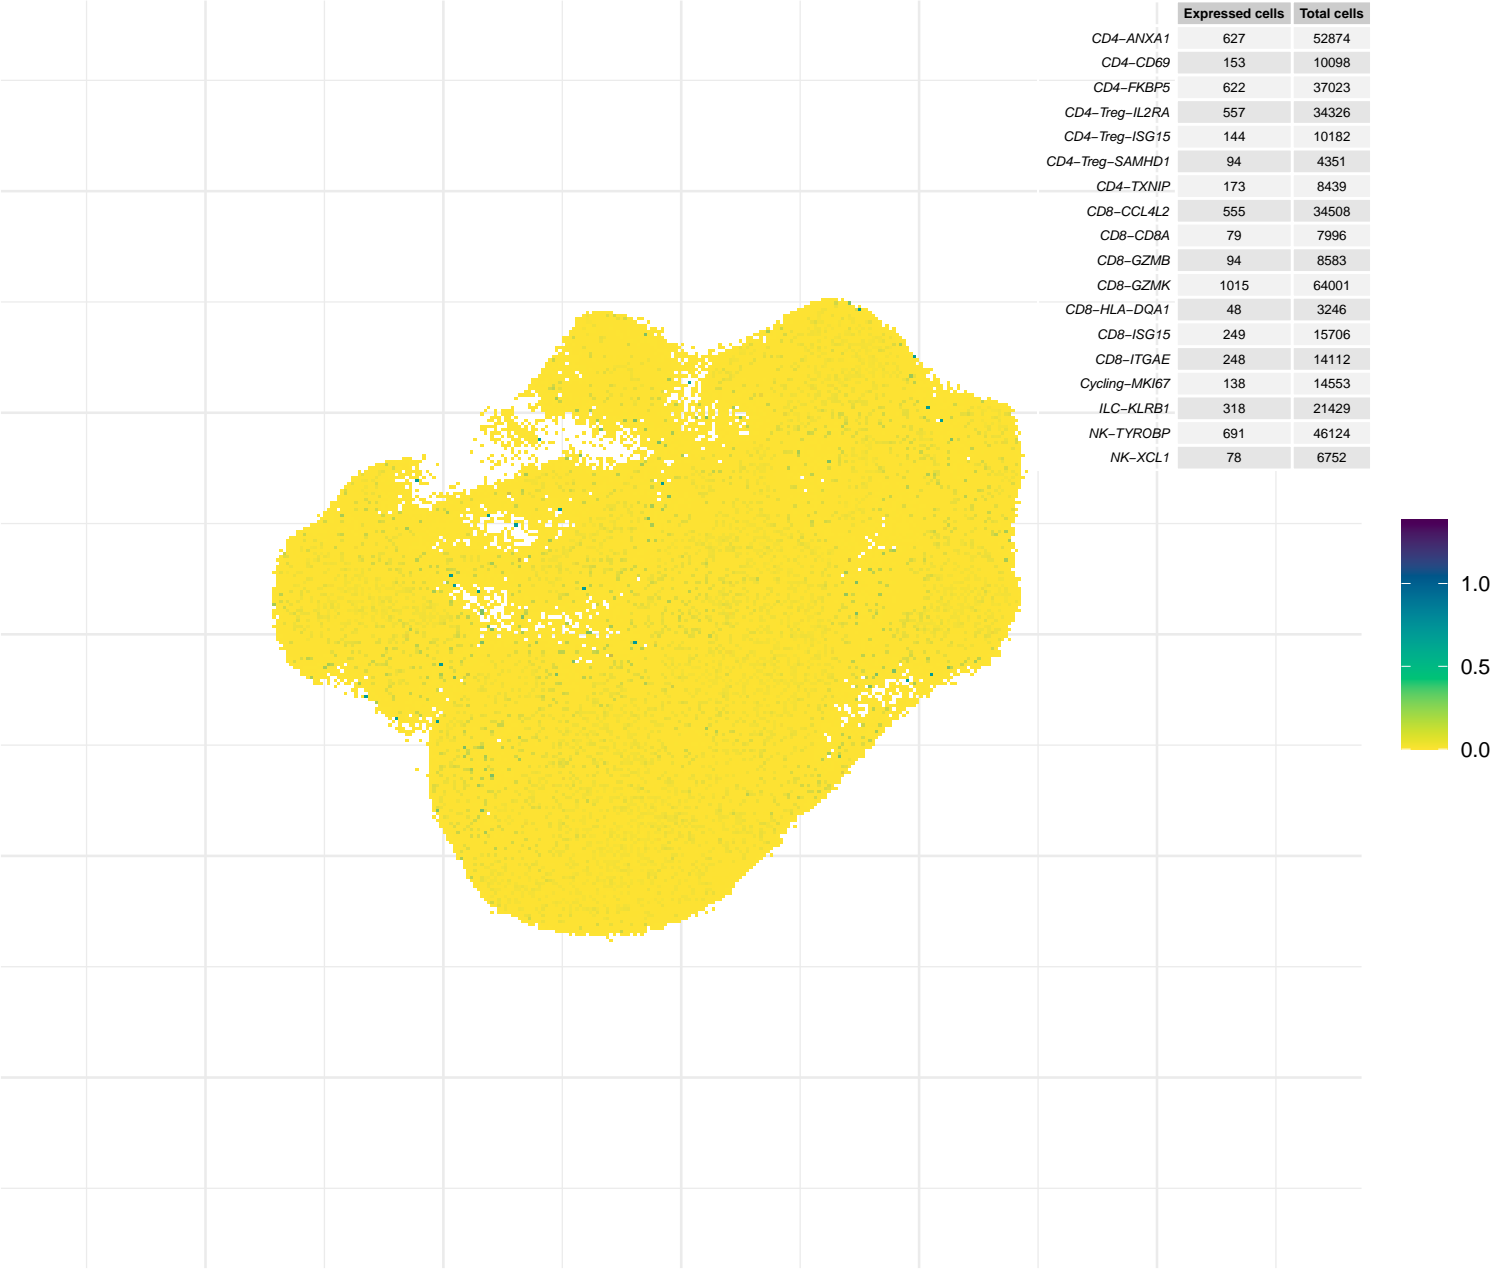 Expressed cells Total cells
CD4−ANXA1 627 52874
CD4−CD69 153 10098
CD4−FKBP5 622 37023
CD4−Treg−IL2RA 557 34326
CD4−Treg−ISG15 144 10182
CD4−Treg−SAMHD1 94 4351
CD4−TXNIP 173 8439
CD8−CCL4L2 555 34508
CD8−CD8A 79 7996
CD8−GZMB 94 8583
CD8−GZMK 1015 64001
CD8−HLA−DQA1 48 3246
CD8−ISG15 249 15706
CD8−ITGAE 248 14112
Cycling−MKI67 138 14553
ILC−KLRB1 318 21429
NK−TYROBP 691 46124
NK−XCL1 78 6752
1.0
0.5
0.0